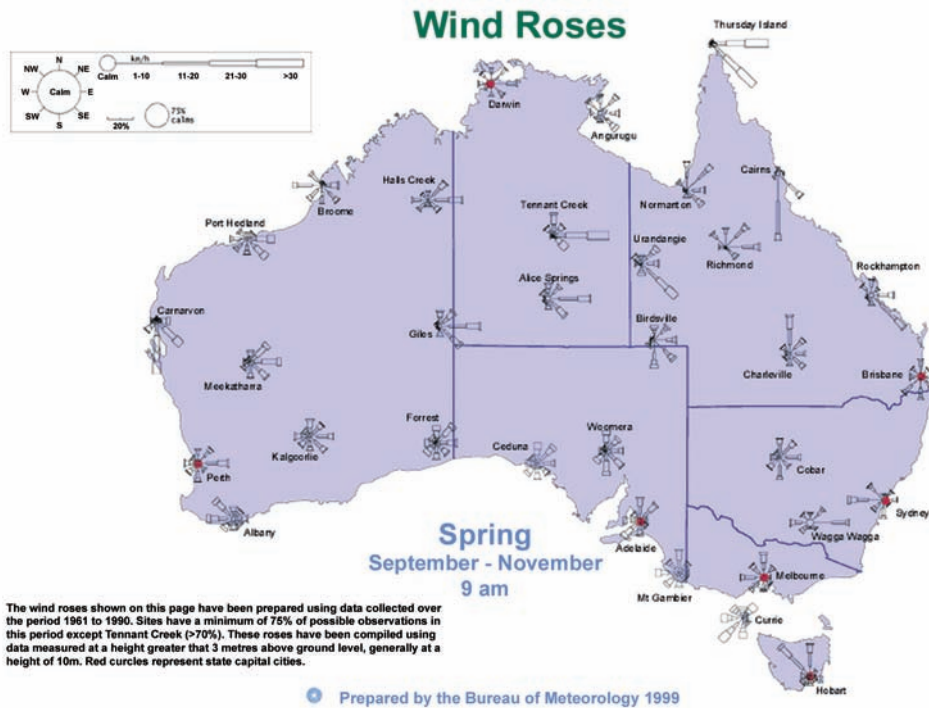 Wind Roses
Thursday Island
N
NW NE
W Calm E
SW SE
S
km/h
Calm 1-10 11-20 21-30 >30
20%
75%
calms
Darwin
Angurugu
Halls Creek
Broome
Cairns
Tennant Creek
Normanton
Port Hedland
Urandangie
Richmond
Rockhampton
Alice Springs
Carnarvon
Giles
Birdsville
Meekatharra
Charleville
Brisbane
Forrest
Woomera
Kalgoorlie
Ceduna
Cobar
Perth
Albany
Sydney
Wagga Wagga
Spring
Adelaide
September - November
Melbourne
9 am
Mt Gambier
Currie
Hobart
The wind roses shown on this page have been prepared using data collected over
the period 1961 to 1990. Sites have a minimum of 75% of possible observations in
this period except Tennant Creek (>70%). These roses have been compiled using
data measured at a height greater that 3 metres above ground level, generally at a
height of 10m. Red curcles represent state capital cities.
Prepared by the Bureau of Meteorology 1999